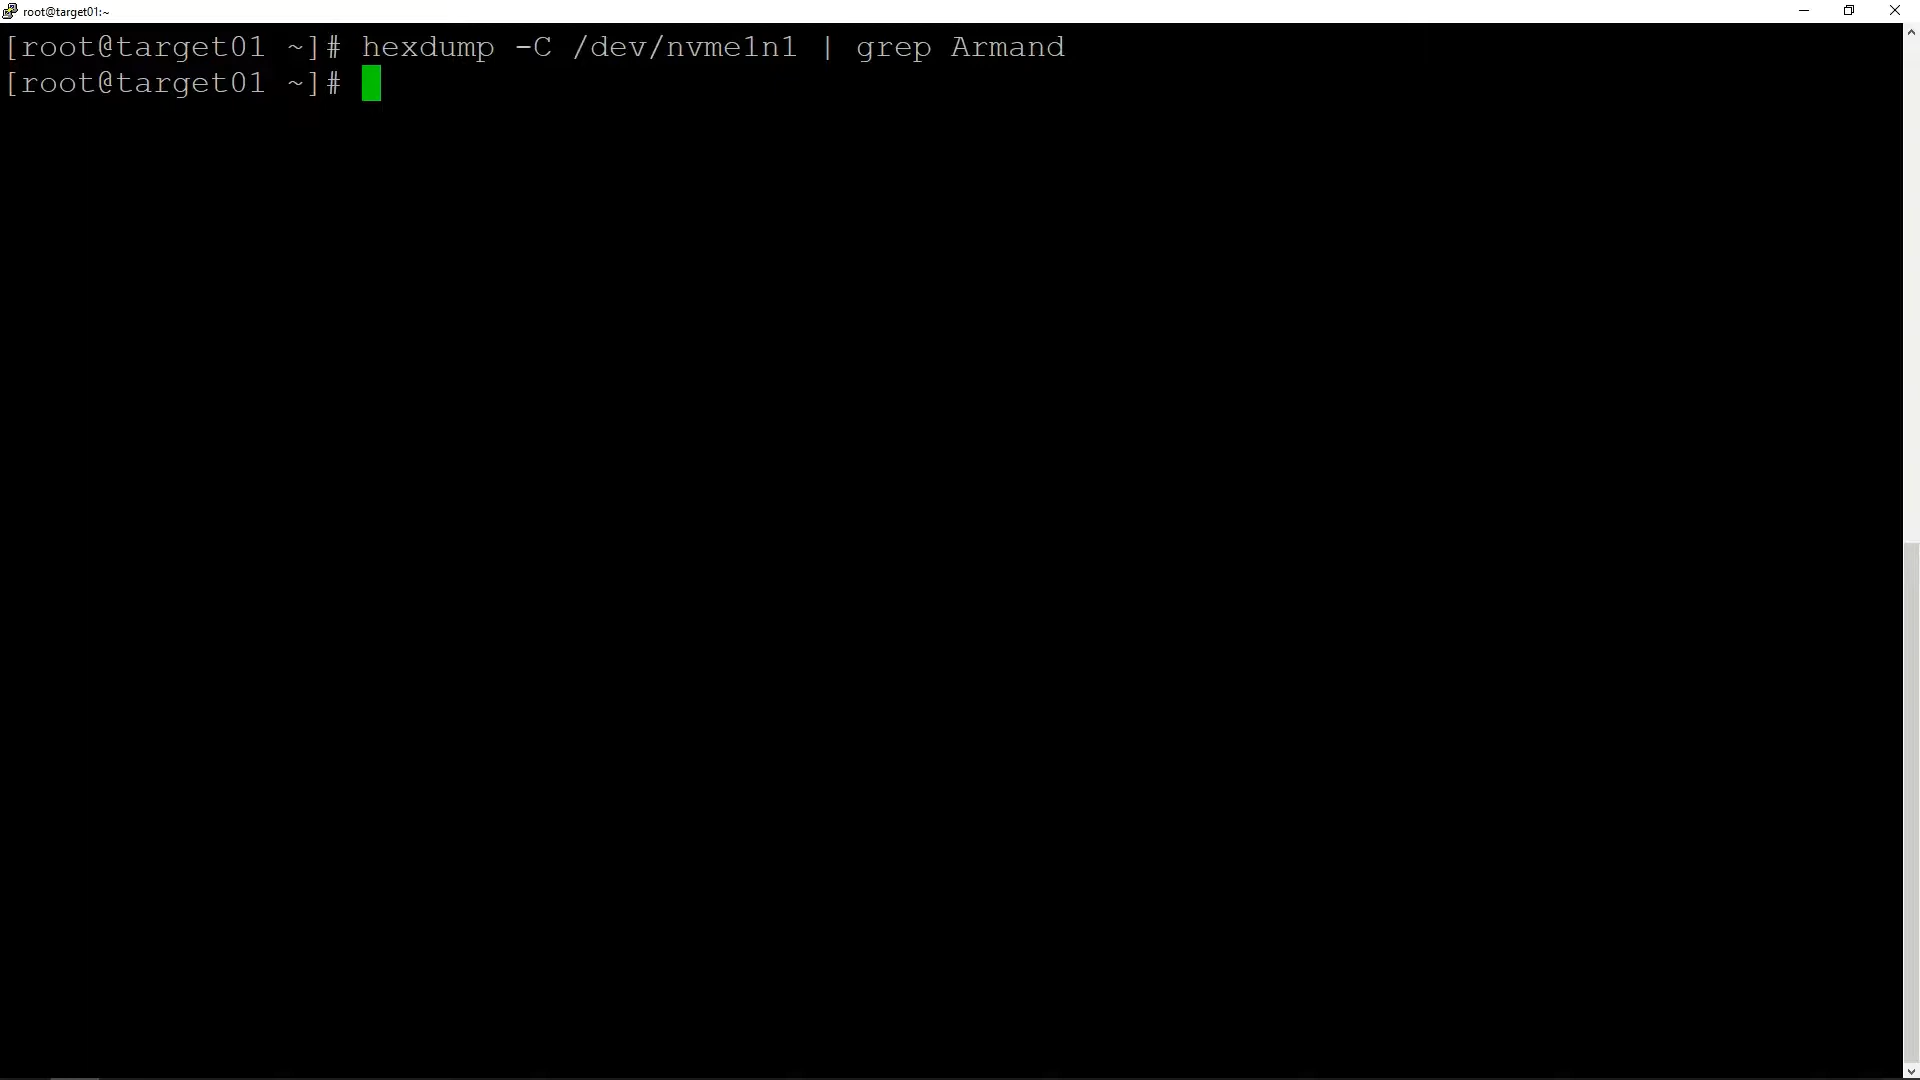 root@target01:~
[root@target01 ~]# hexdump -C /dev/nvme1n1 | grep Armand
[root@target01 ~]#